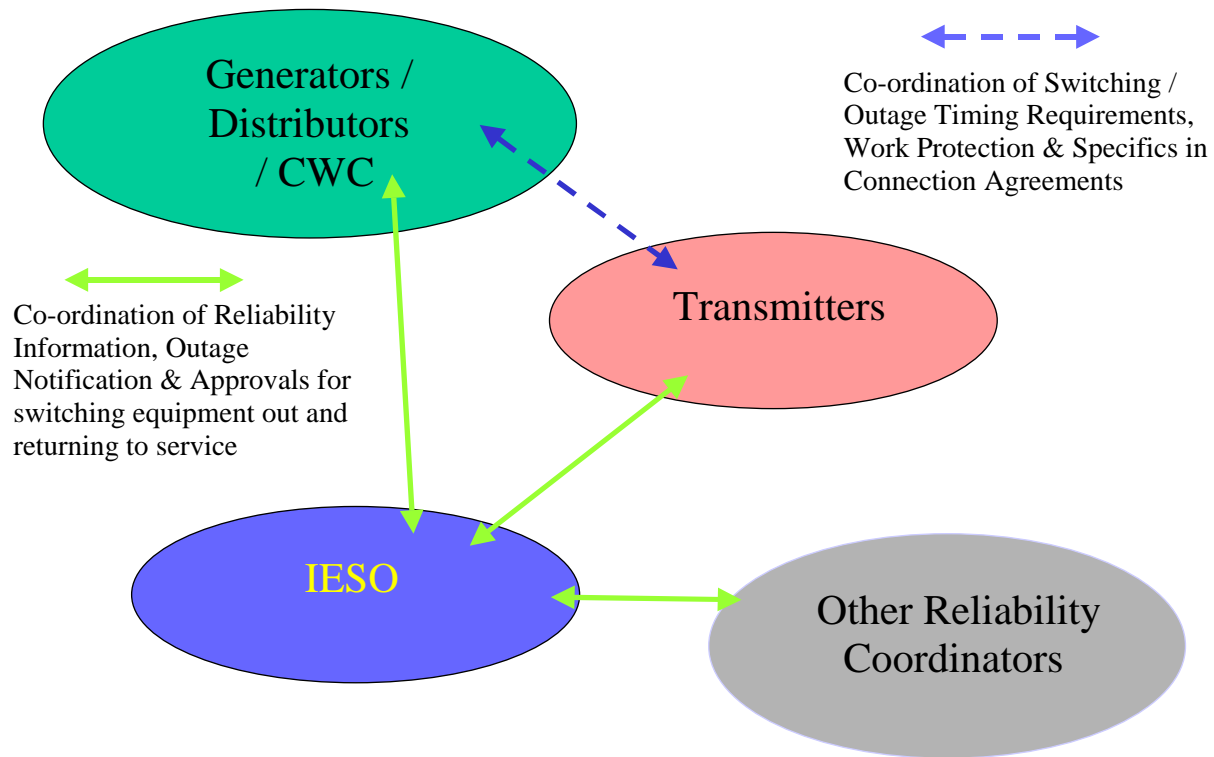 Generators /
Distributors
/ CWC
Co-ordination of Switching /
Outage Timing Requirements,
Work Protection & Specifics in
Connection Agreements
Transmitters
Co-ordination of Reliability
Information, Outage
Notification & Approvals for
switching equipment out and
returning to service
IESO
Other Reliability
Coordinators